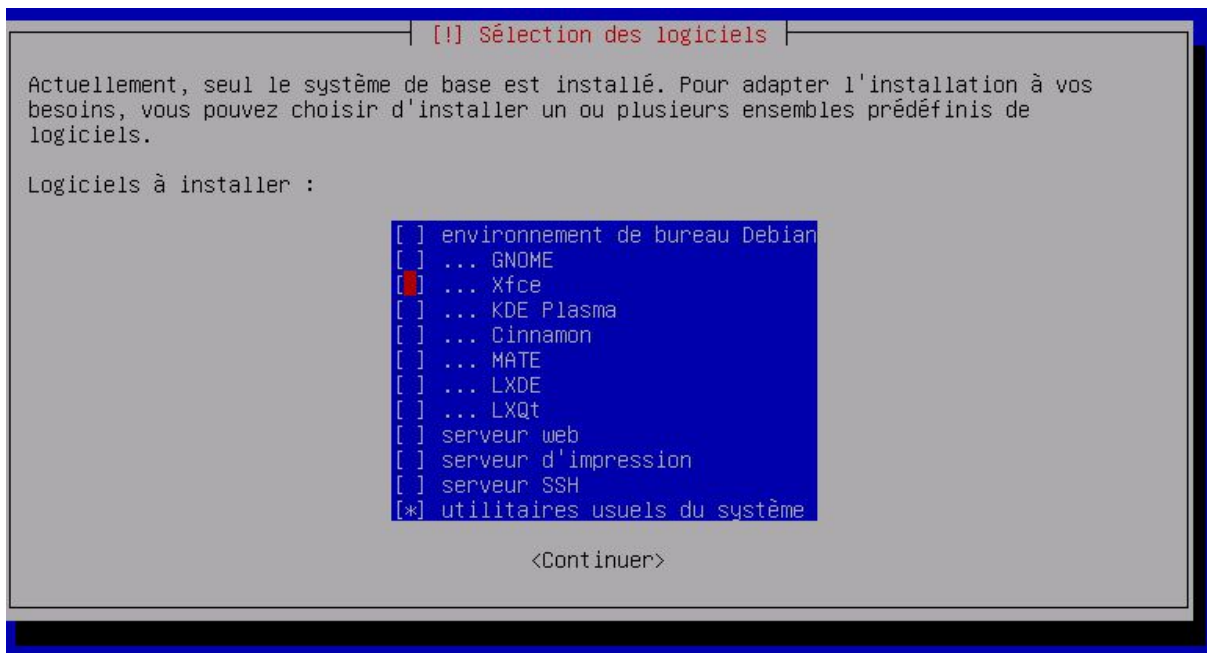 [!] Sélection des logiciels
Actuellement, seul le système de base est installé. Pour adapter l'installation à vos
besoins, vous pouvez choisir d'installer un ou plusieurs ensembles prédéfinis de
logiciels.
Logiciels à installer :
[ ] environnement de bureau Debian
[ ] ... GNOME
[ ] ... Xfce
[ ] ... KDE Plasma
[ ] ... Cinnamon
[ ] ... MATE
[ ] ... LXDE
[ ] ... LXQt
[ ] serveur web
[ ] serveur d'impression
[ ] serveur SSH
[*] utilitaires usuels du système
<Continuer>